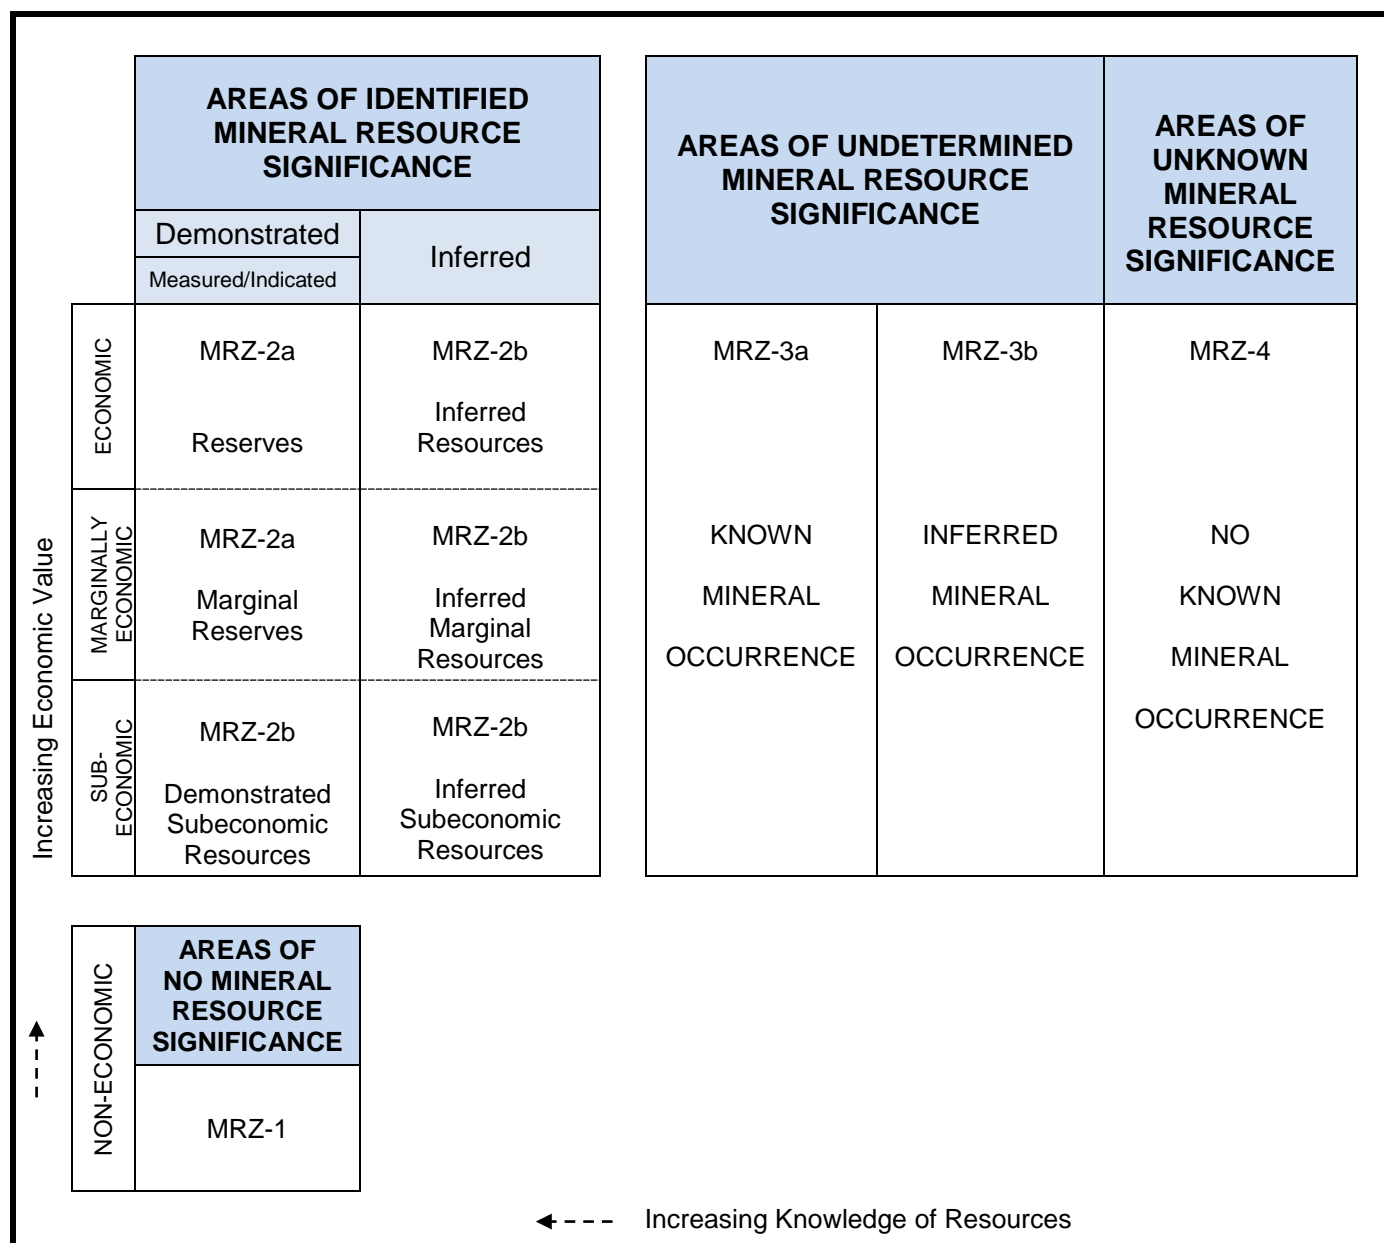 AREAS OF IDENTIFIED
MINERAL RESOURCE
SIGNIFICANCE
AREAS OF UNDETERMINED
MINERAL RESOURCE
SIGNIFICANCE
AREAS OF
UNKNOWN
MINERAL
RESOURCE
SIGNIFICANCE
Demonstrated
Measured/Indicated
Inferred
Increasing Economic Value
ECONOMIC
MRZ-2a
Reserves
MRZ-2b
Inferred
Resources
MARGINALLY
ECONOMIC
MRZ-2a
Marginal
Reserves
MRZ-2b
Inferred
Marginal
Resources
SUB-
ECONOMIC
MRZ-2b
Demonstrated
Subeconomic
Resources
MRZ-2b
Inferred
Subeconomic
Resources
MRZ-3a
KNOWN
MINERAL
OCCURRENCE
MRZ-3b
INFERRED
MINERAL
OCCURRENCE
MRZ-4
NO
KNOWN
MINERAL
OCCURRENCE
NON-ECONOMIC
AREAS OF
NO MINERAL
RESOURCE
SIGNIFICANCE
MRZ-1
Increasing Knowledge of Resources